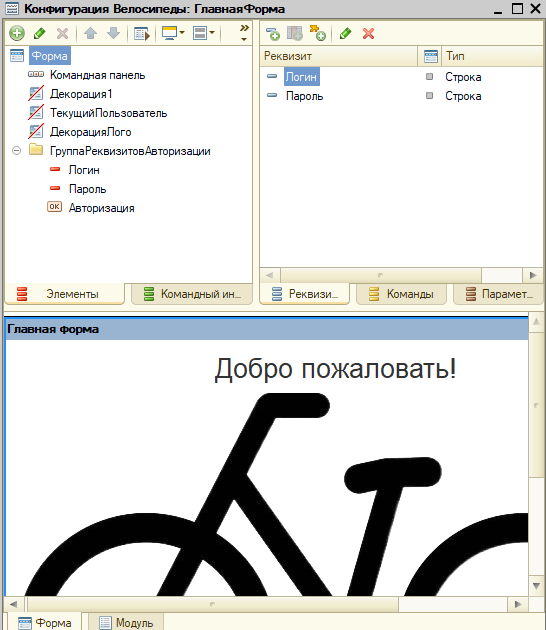 Конфигурация Велосипеды: ГлавнаяФорма
Форма
Командная панель
Декорация1
ТекущийПользователь
ДекорацияЛого
ГруппаРеквизитовАвторизации
Логин
Пароль
OK Авторизация
Элементы
Командный ин...
Реквизит
Тип
Логин
Строка
Пароль
Строка
Реквизи...
Команды
Парамет...
Главная форма
Добро пожаловать!
Форма
Модуль